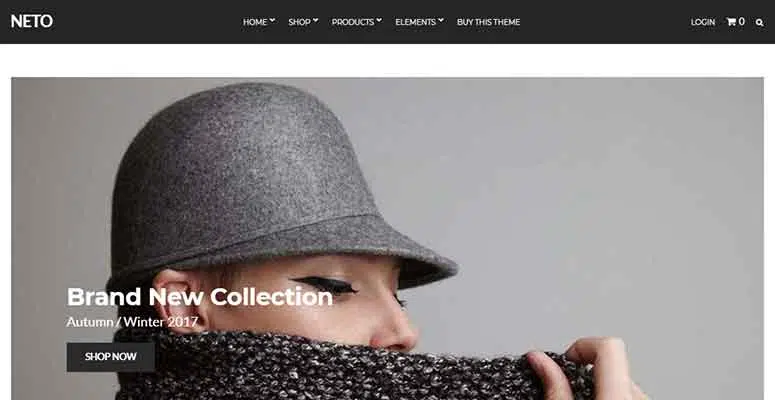 NETO HOME SHOP PRODUCTS ELEMENTS BUY THIS THEME LOGIN 0
Brand New Collection
Autumn / Winter 2017
SHOP NOW